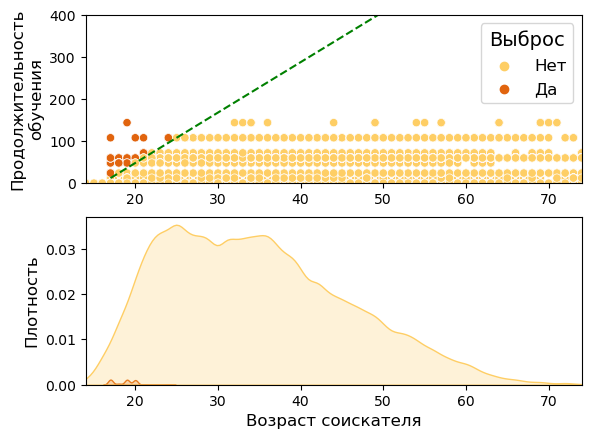 400
300
200
100
0
Продолжительность
обучения
Выброс
Нет
Да
20 30 40 50 60 70
0.03
0.02
0.01
0.00
Плотность
20 30 40 50 60 70
Возраст соискателя